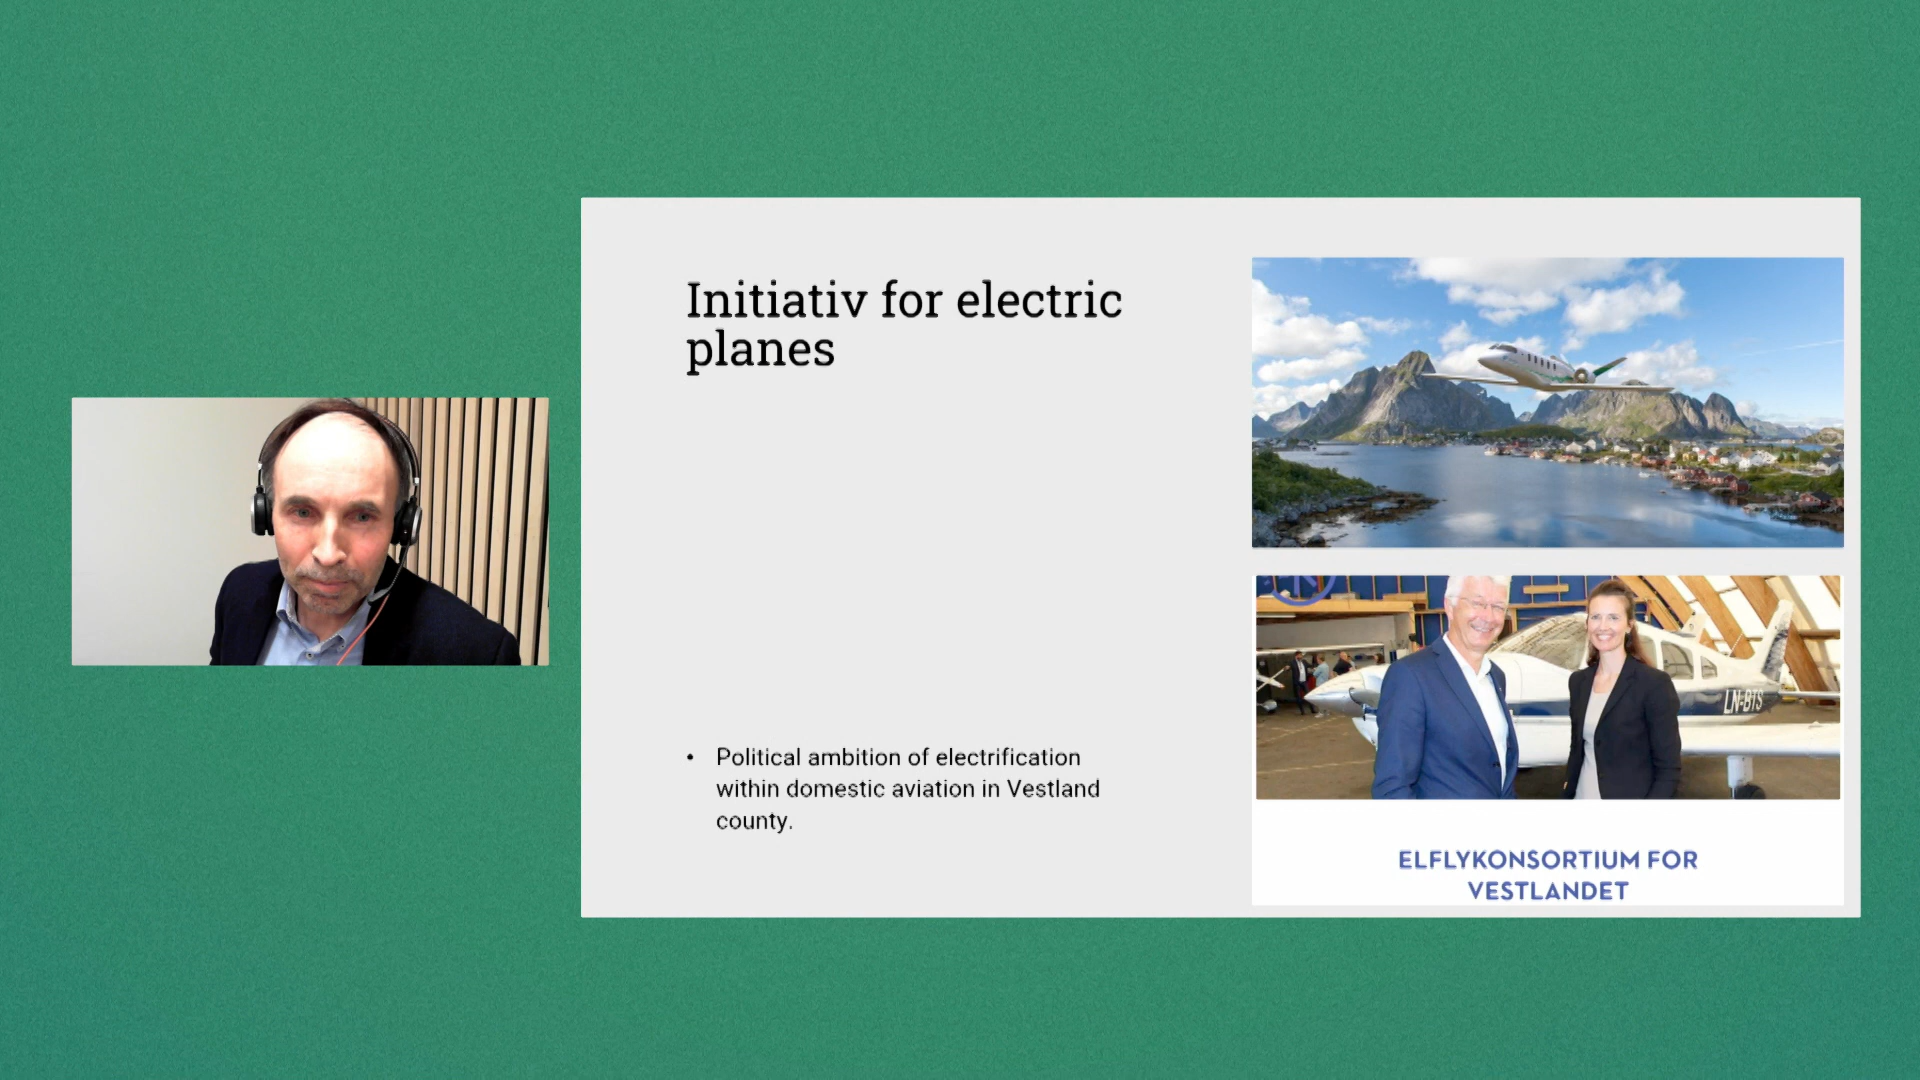 Initiativ for electric
planes
• Political ambition of electrification
within domestic aviation in Vestland
county.
LN-BTS
ELFLYKONSORTIUM FOR
VESTLANDET